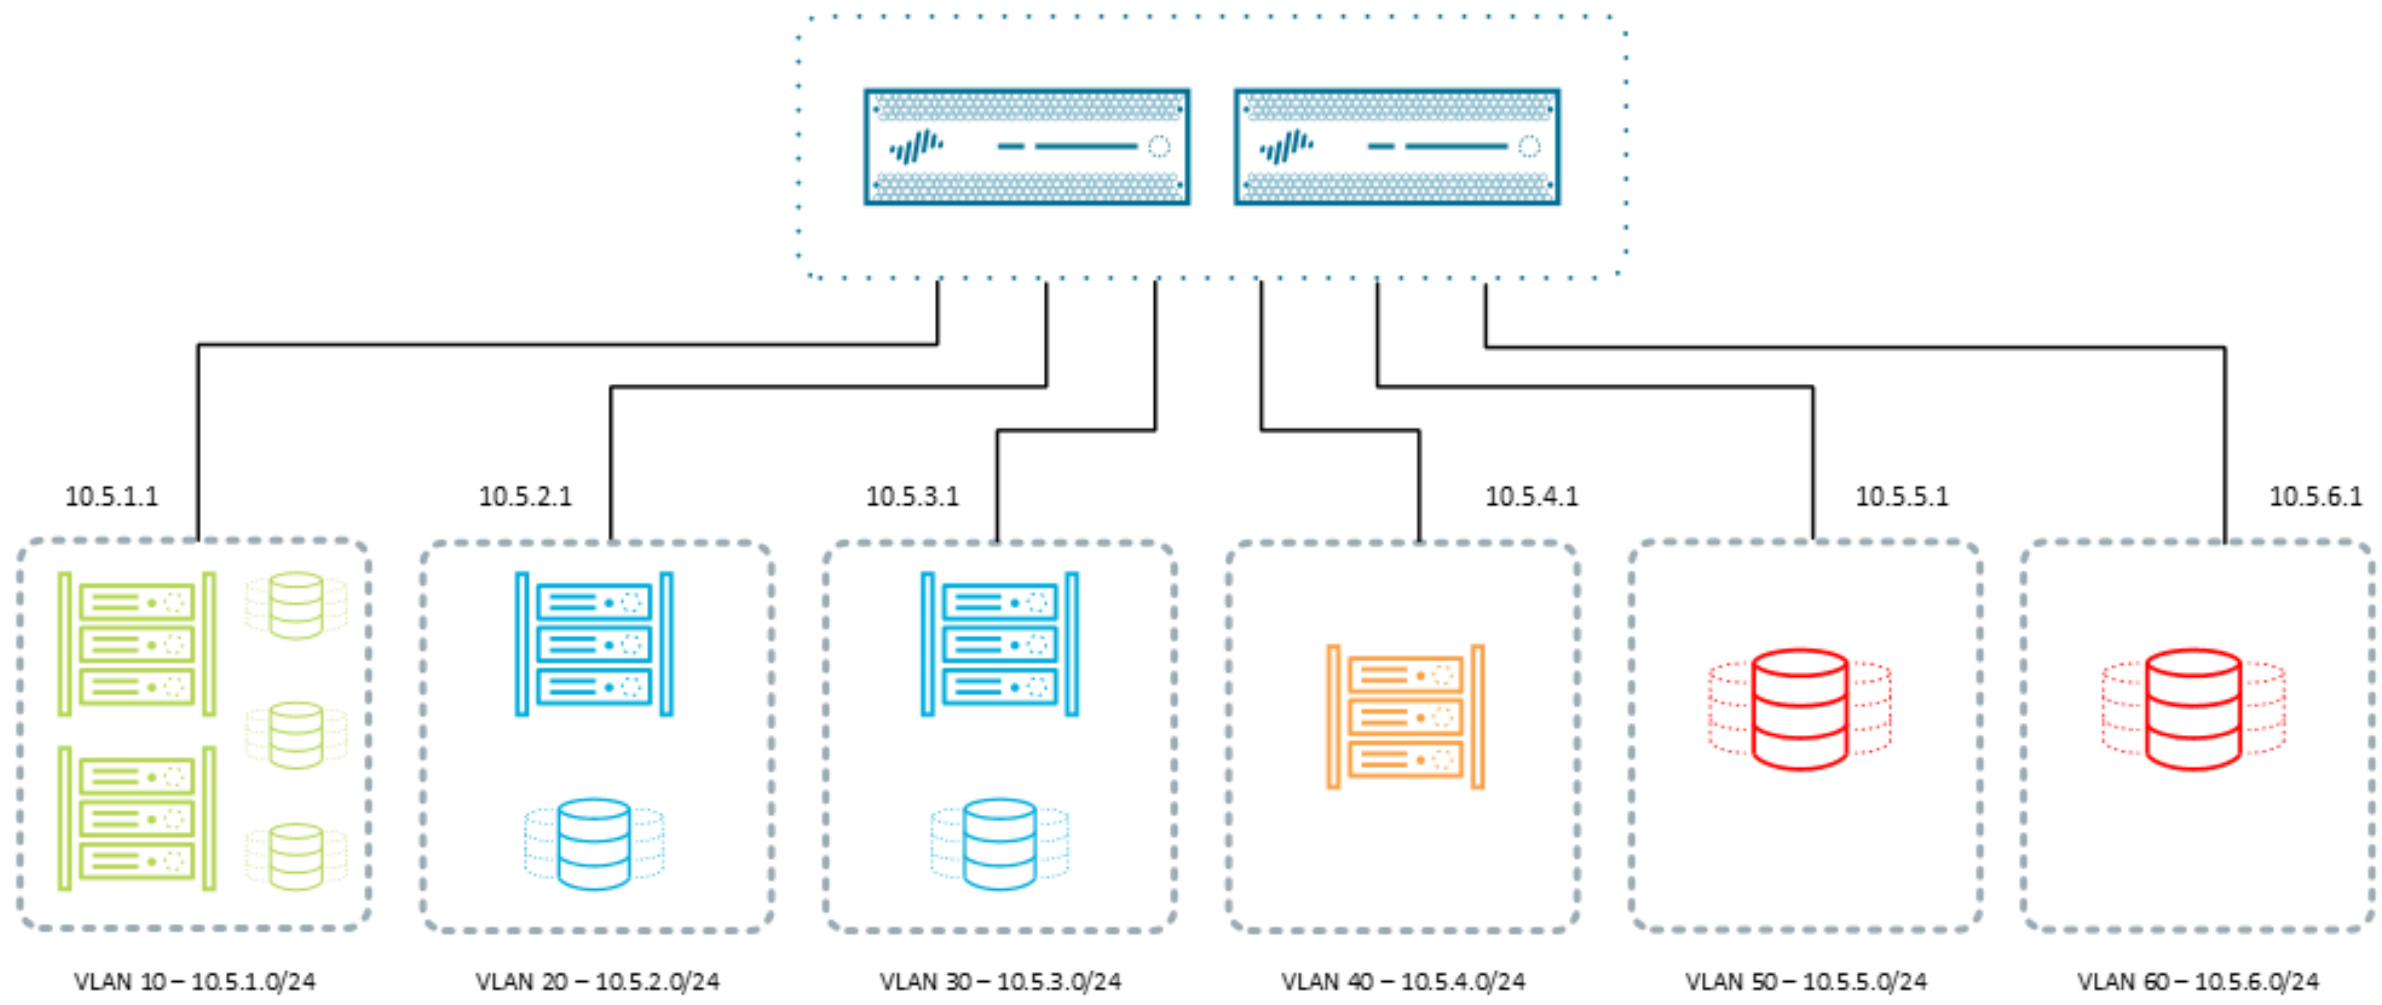 10.5.1.1
10.5.2.1
10.5.3.1
10.5.4.1
10.5.5.1
10.5.6.1
VLAN 10 – 10.5.1.0/24
VLAN 20 – 10.5.2.0/24
VLAN 30 – 10.5.3.0/24
VLAN 40 – 10.5.4.0/24
VLAN 50 – 10.5.5.0/24
VLAN 60 – 10.5.6.0/24